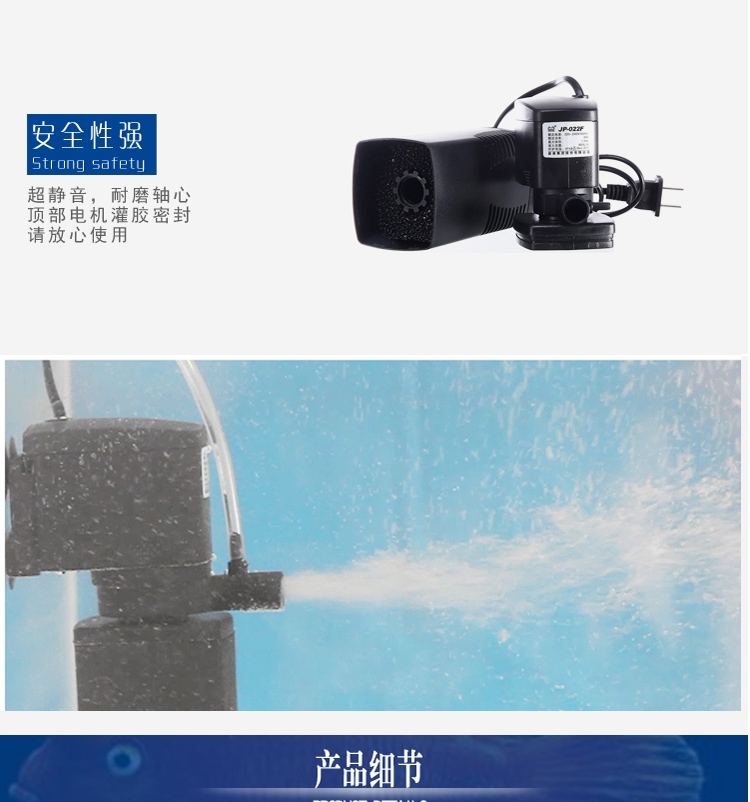 安全性强
Strong safety
超静音，耐磨轴心
顶部电机灌胶密封
请放心使用
JP-022F
产品细节